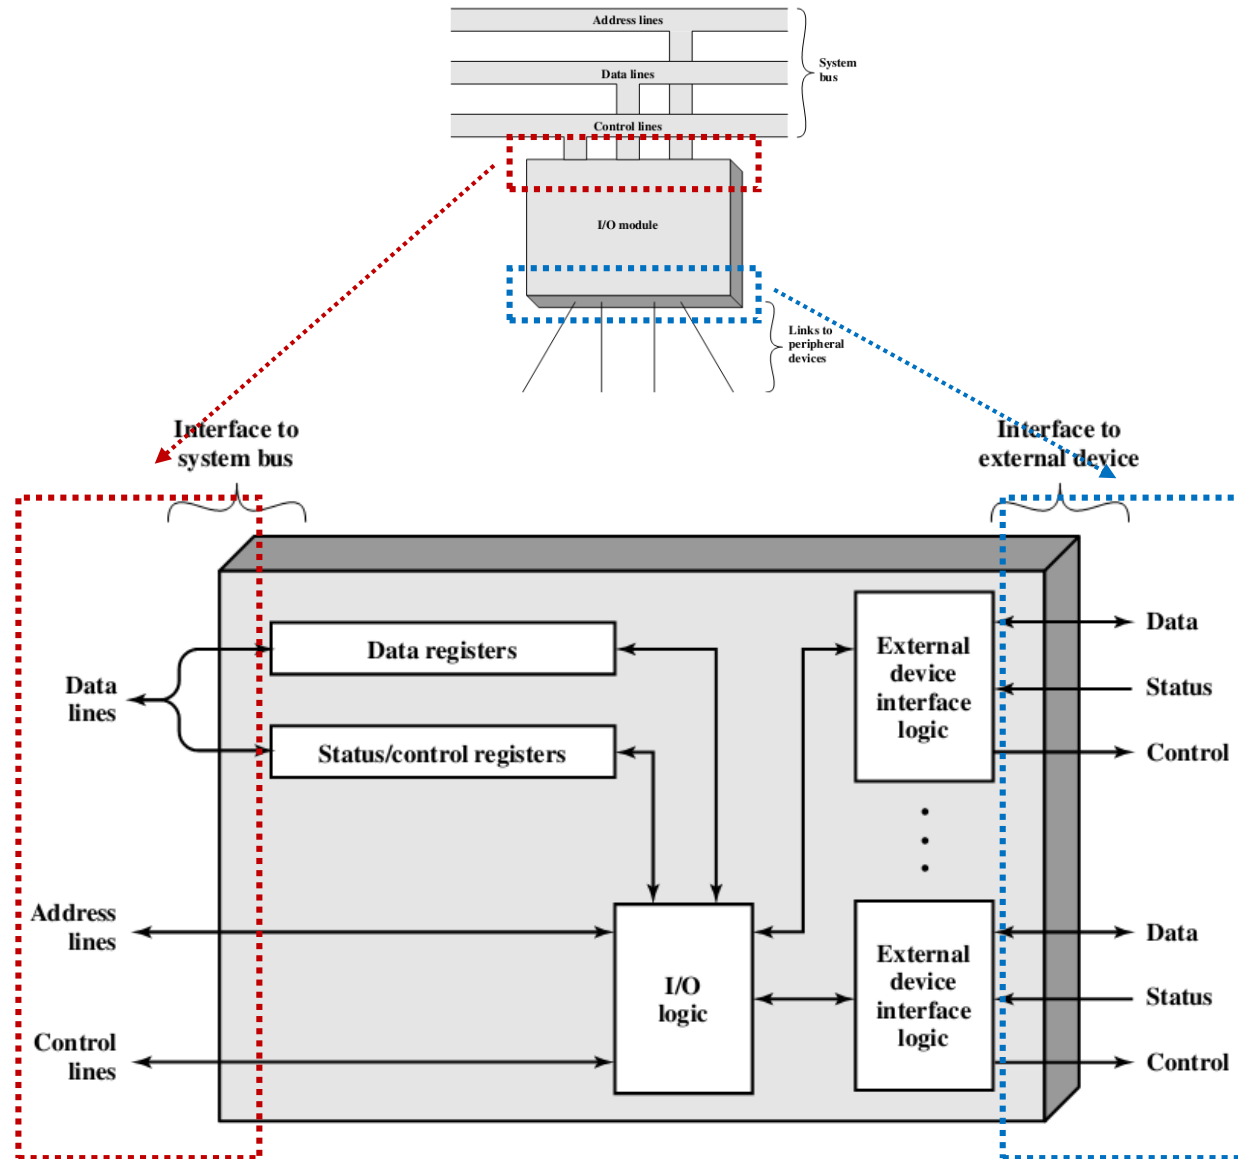 Address lines
Data lines
Control lines
System
bus
I/O module
Links to
peripheral
devices
Interface to
system bus
Interface to
external device
Data registers
Status/control registers
Data
lines
Address
lines
Control
lines
I/O
logic
External
device
interface
logic
Data
Status
Control
External
device
interface
logic
Data
Status
Control